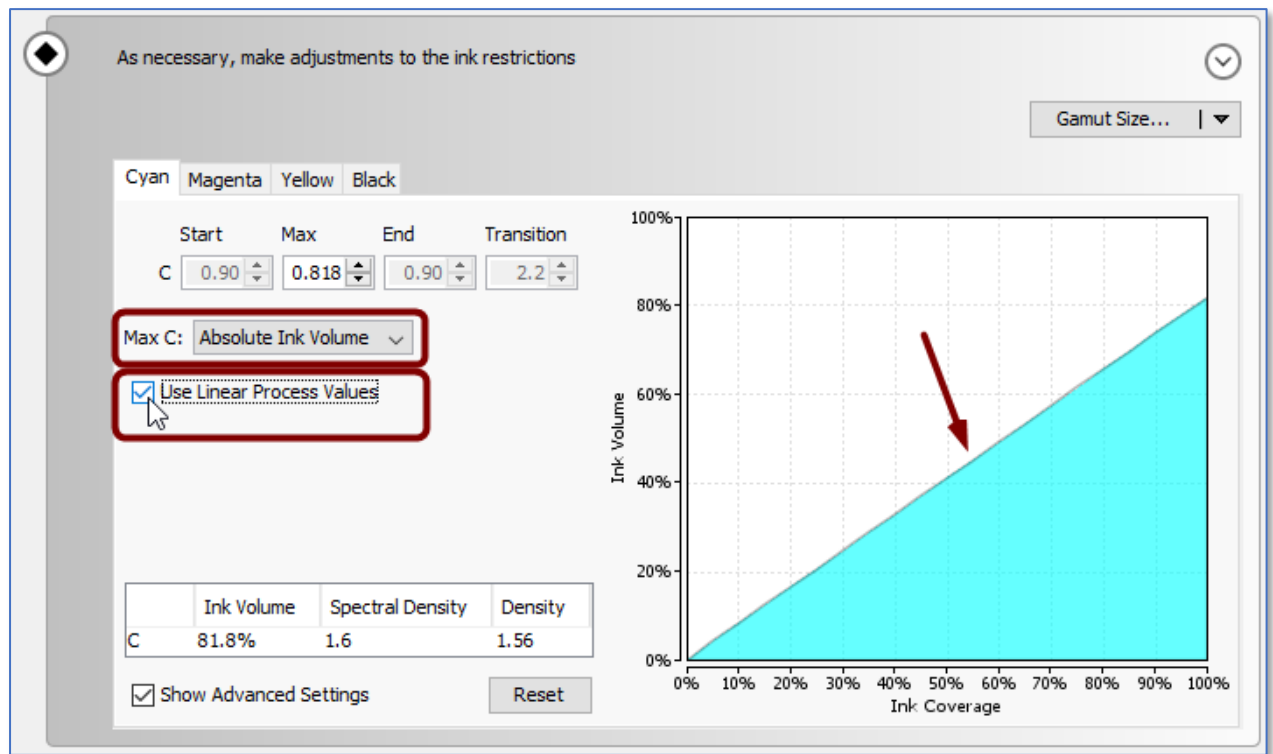 As necessary, make adjustments to the ink restrictions
Gamut Size...
Cyan Magenta Yellow Black
Start Max End Transition
C 0.90 0.818 0.90 2.2
Max C: Absolute Ink Volume
Use Linear Process Values
Ink Volume Spectral Density Density
C 81.8% 1.6 1.56
Show Advanced Settings Reset
100%
80%
60%
40%
20%
0%
Ink Volume
0% 10% 20% 30% 40% 50% 60% 70% 80% 90% 100%
Ink Coverage